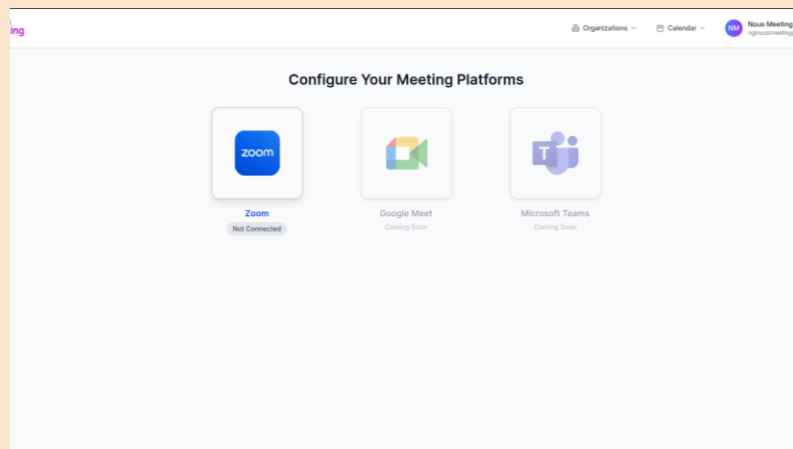 ing
Organizations
Calendar
NM
Nous Meeting
Configure Your Meeting Platforms
zoom
T
Zoom
Google Meet
Microsoft Teams
Not Connected
Coming Soon
Coming Soon